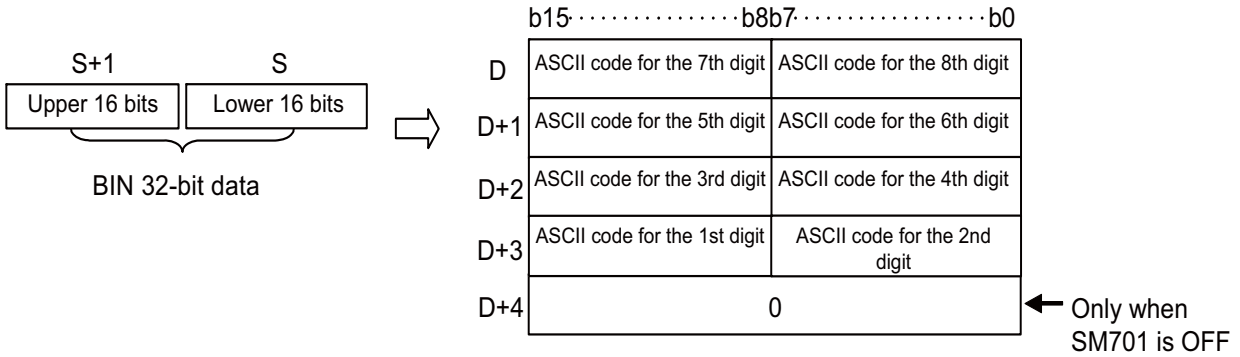 b15··················b8b7··················b0
S+1 S
Upper 16 bits Lower 16 bits
BIN 32-bit data
D ASCII code for the 7th digit ASCII code for the 8th digit
D+1 ASCII code for the 5th digit ASCII code for the 6th digit
D+2 ASCII code for the 3rd digit ASCII code for the 4th digit
D+3 ASCII code for the 1st digit ASCII code for the 2nd
digit
D+4 0
Only when
SM701 is OFF